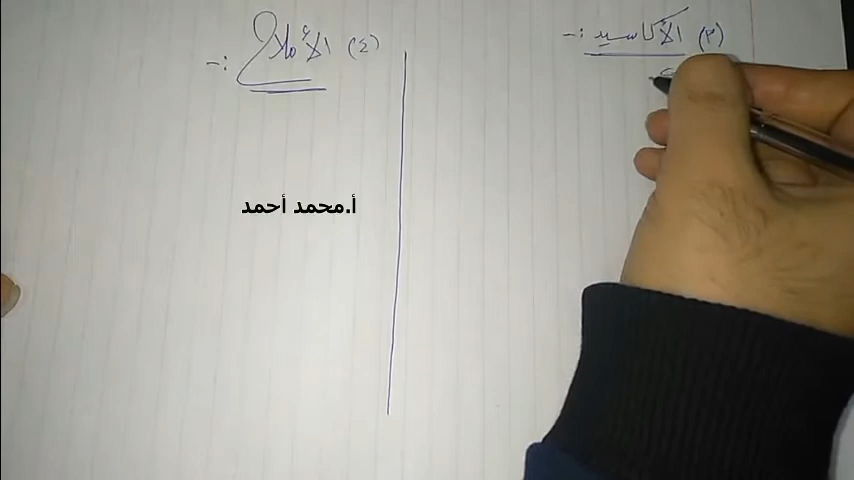 (٣) الأكاسيد :-
(٤) الأملاح :-
أ.محمد أحمد